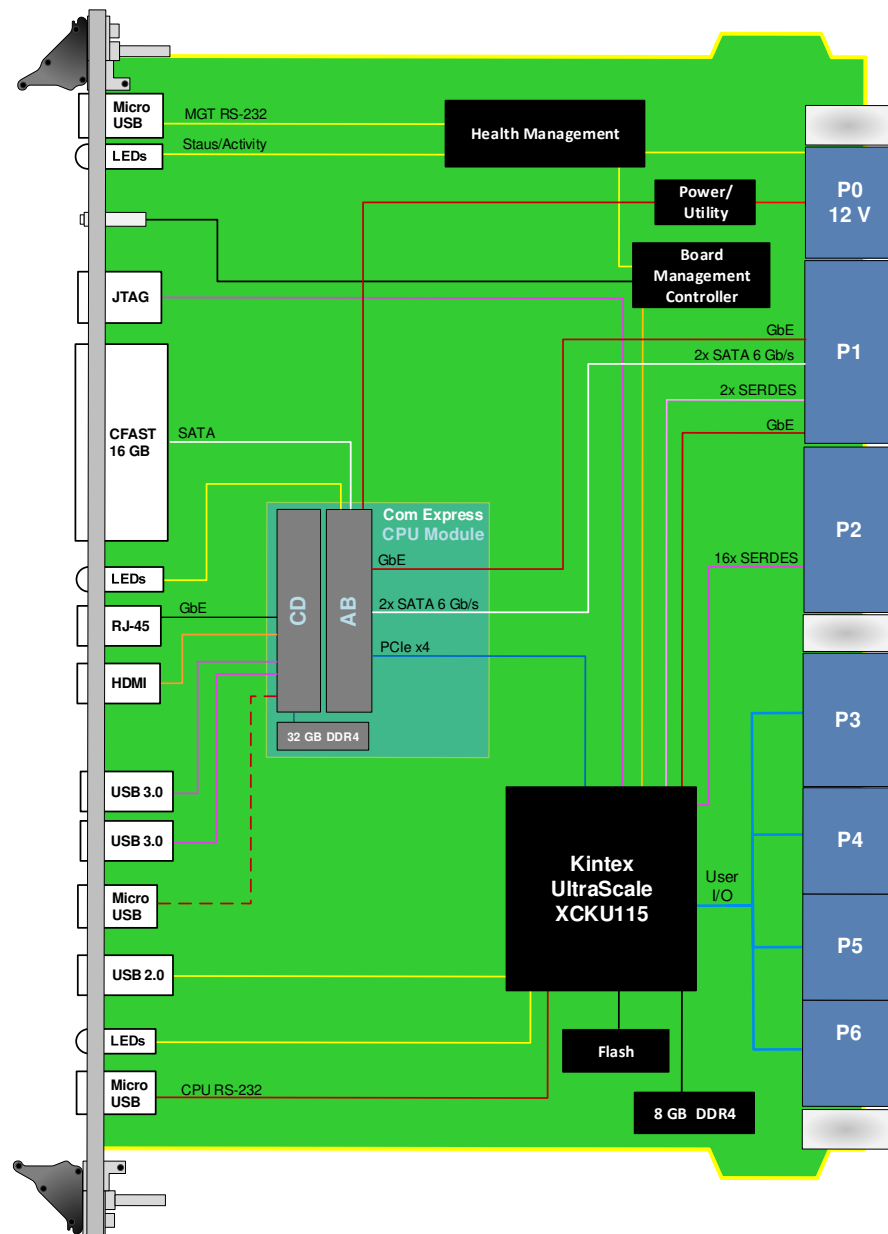 Micro
USB
MGT RS-232
LEDs
Staus/Activity
Health Management
P0
12 V
Power/
Utility
Board
Management
Controller
JTAG
GbE
P1
2x SATA 6 Gb/s
2x SERDES
GbE
CFAST
16 GB
SATA
Com Express
CPU Module
P2
16x SERDES
LEDs
GbE
CD
AB
2x SATA 6 Gb/s
RJ-45
GbE
PCIe x4
HDMI
32 GB DDR4
P3
USB 3.0
USB 3.0
P4
Kintex
UltraScale
XCKU115
User
I/O
Micro
USB
P5
USB 2.0
LEDs
Flash
P6
Micro
USB
CPU RS-232
8 GB DDR4